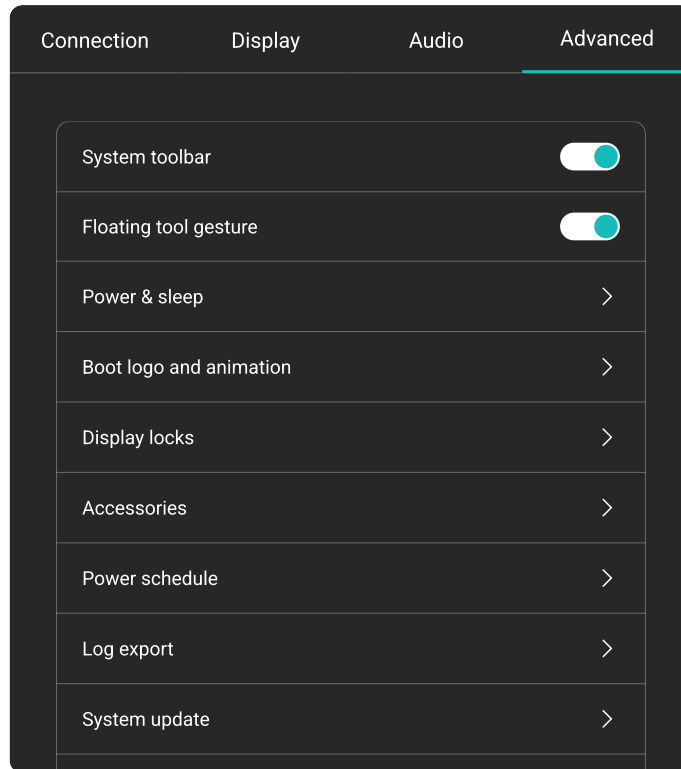 Connection
Display
Audio
Advanced
System toolbar
Floating tool gesture
Power & sleep
Boot logo and animation
Display locks
Accessories
Power schedule
Log export
System update